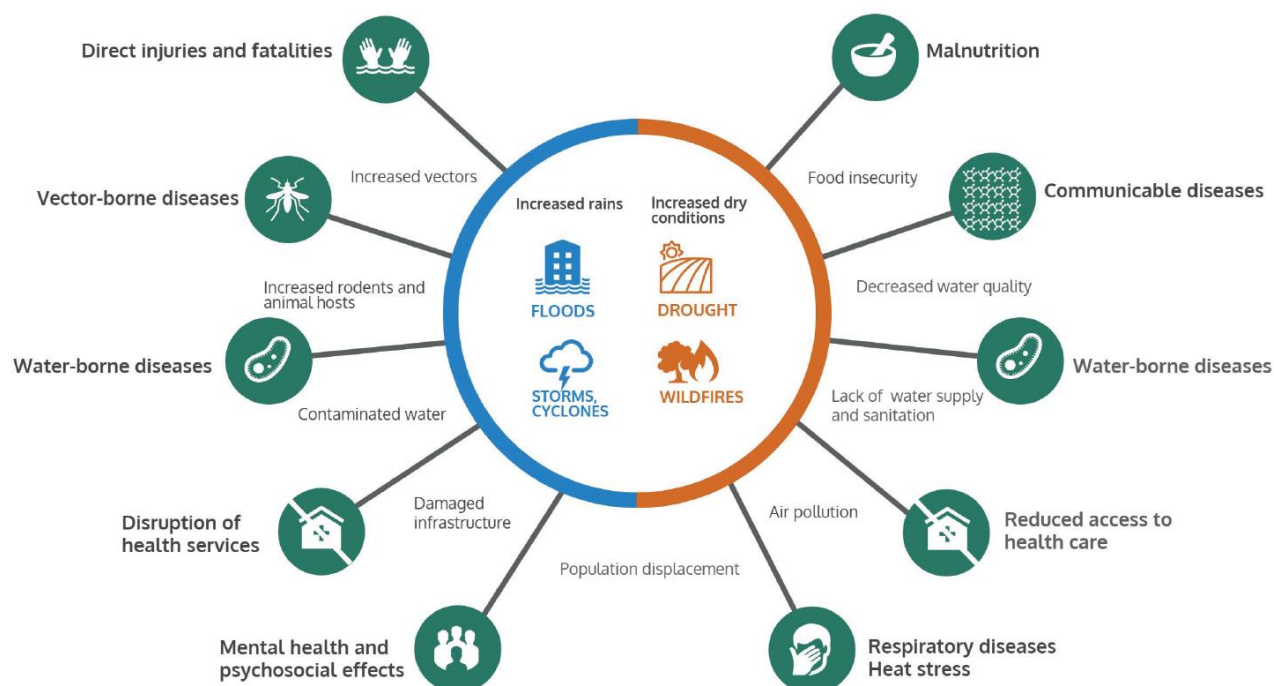 Direct injuries and fatalities
Malnutrition
Increased vectors
Food insecurity
Vector-borne diseases
Communicable diseases
Increased rains
Increased dry
conditions
Increased rodents and
animal hosts
Decreased water quality
FLOODS
DROUGHT
Water-borne diseases
Water-borne diseases
STORMS,
CYCLONES
WILDFIRES
Contaminated water
Lack of water supply
and sanitation
Damaged
infrastructure
Air pollution
Disruption of
health services
Reduced access to
health care
Population displacement
Mental health and
psychosocial effects
Respiratory diseases
Heat stress